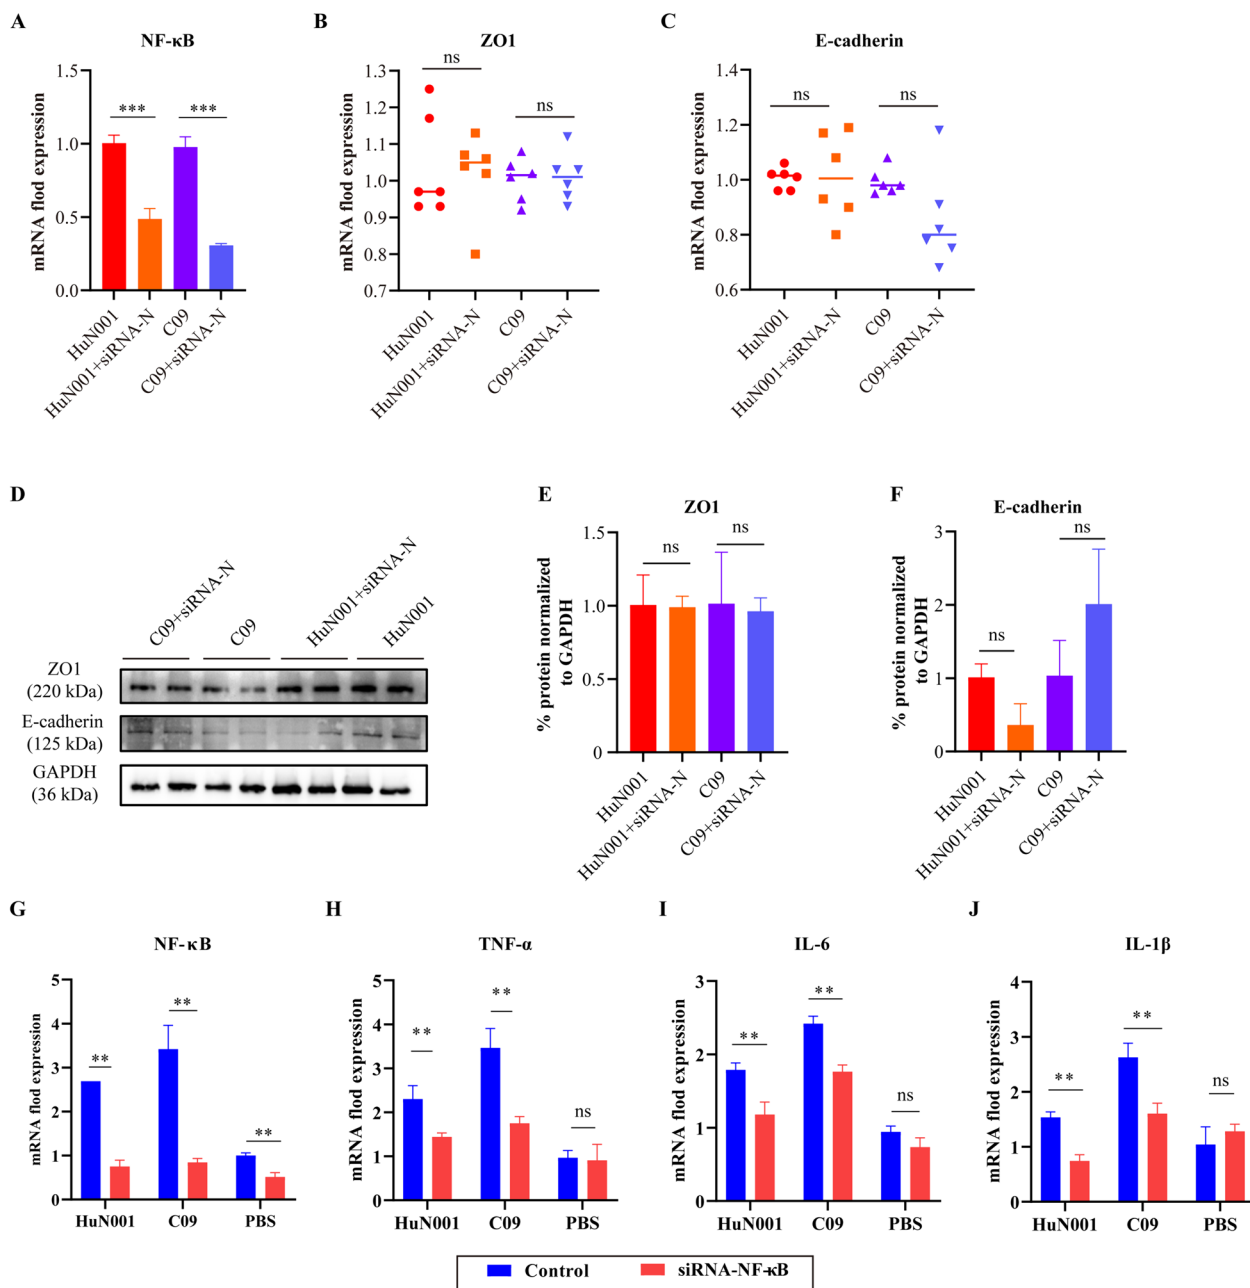 A
NF-κB
mRNA flod expression
1.5
1.0
0.5
0.0
***
***
HuN001
HuN001+siRNA-N
C09
C09+siRNA-N
B
ZO1
mRNA flod expression
1.3
1.2
1.1
1.0
0.9
0.8
0.7
ns
ns
HuN001
HuN001+siRNA-N
C09
C09+siRNA-N
C
E-cadherin
mRNA flod expression
1.4
1.2
1.0
0.8
0.6
ns
ns
HuN001
HuN001+siRNA-N
C09
C09+siRNA-N
D
C09+siRNA-N
C09
HuN001+siRNA-N
HuN001
ZO1
(220 kDa)
E-cadherin
(125 kDa)
GAPDH
(36 kDa)
E
ZO1
% protein normalized
to GAPDH
1.5
1.0
0.5
0
ns
ns
HuN001
HuN001+siRNA-N
C09
C09+siRNA-N
F
E-cadherin
% protein normalized
to GAPDH
3
2
1
0
ns
ns
HuN001
HuN001+siRNA-N
C09
C09+siRNA-N
G
NF-κB
mRNA flod expression
5
4
3
2
1
0
**
**
**
HuN001
C09
PBS
H
TNF-α
mRNA flod expression
5
4
3
2
1
0
**
**
ns
HuN001
C09
PBS
I
IL-6
mRNA flod expression
3
2
1
0
**
**
ns
HuN001
C09
PBS
J
IL-1β
mRNA flod expression
4
3
2
1
0
**
**
ns
HuN001
C09
PBS
Control
siRNA-NF-κB